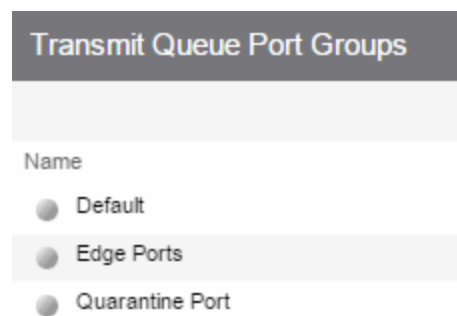 Transmit Queue Port Groups
Name
Default
Edge Ports
Quarantine Port